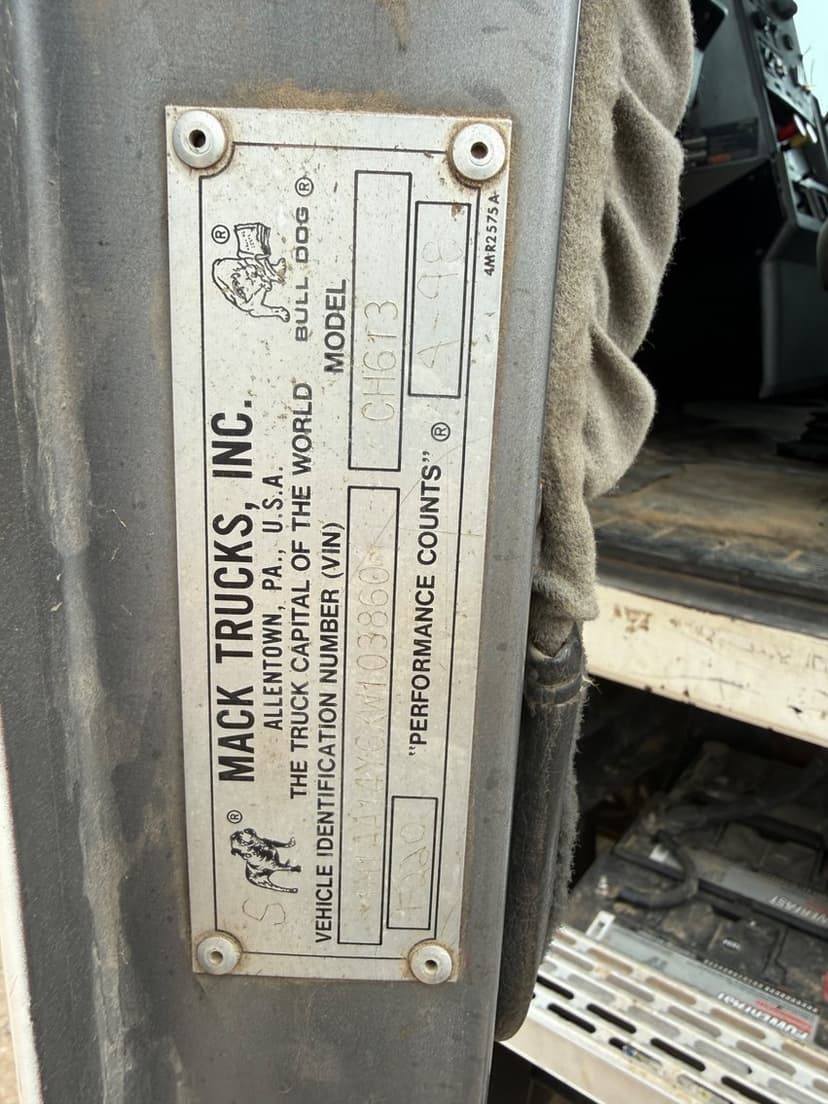 MACK TRUCKS, INC.
ALLENTOWN, PA., U.S.A.
THE TRUCK CAPITAL OF THE WORLD
BULL DOG ®
VEHICLE IDENTIFICATION NUMBER (VIN)
MODEL
CH613
"PERFORMANCE COUNTS" ®
4-98
4MR2575A